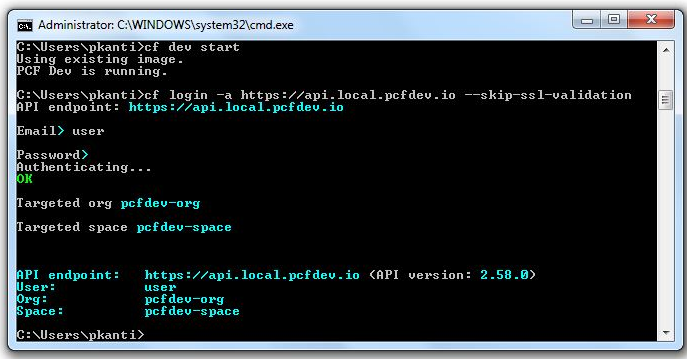 Administrator: C:\WINDOWS\system32\cmd.exe
C:\Users\pkanti>cf dev start
Using existing image.
PCF Dev is running.
C:\Users\pkanti>cf login -a https://api.local.pcfdev.io --skip-ssl-validation
API endpoint: https://api.local.pcfdev.io
Email> user
Password>
Authenticating...
OK
Targeted org pcfdev-org
Targeted space pcfdev-space
API endpoint:   https://api.local.pcfdev.io (API version: 2.58.0)
User:           user
Org:            pcfdev-org
Space:          pcfdev-space
C:\Users\pkanti>